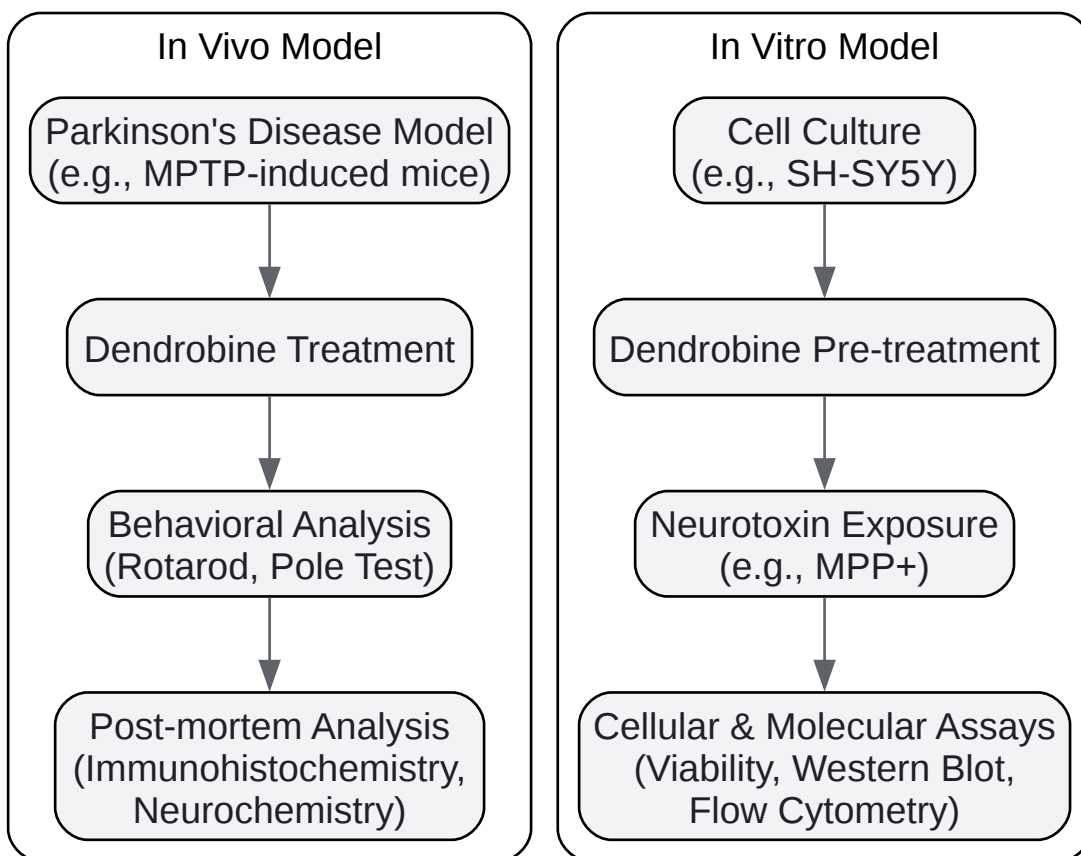 In Vivo Model
Parkinson's Disease Model
(e.g., MPTP-induced mice)
Dendrobine Treatment
Behavioral Analysis
(Rotarod, Pole Test)
Post-mortem Analysis
(Immunohistochemistry,
Neurochemistry)
In Vitro Model
Cell Culture
(e.g., SH-SY5Y)
Dendrobine Pre-treatment
Neurotoxin Exposure
(e.g., MPP+)
Cellular & Molecular Assays
(Viability, Western Blot,
Flow Cytometry)